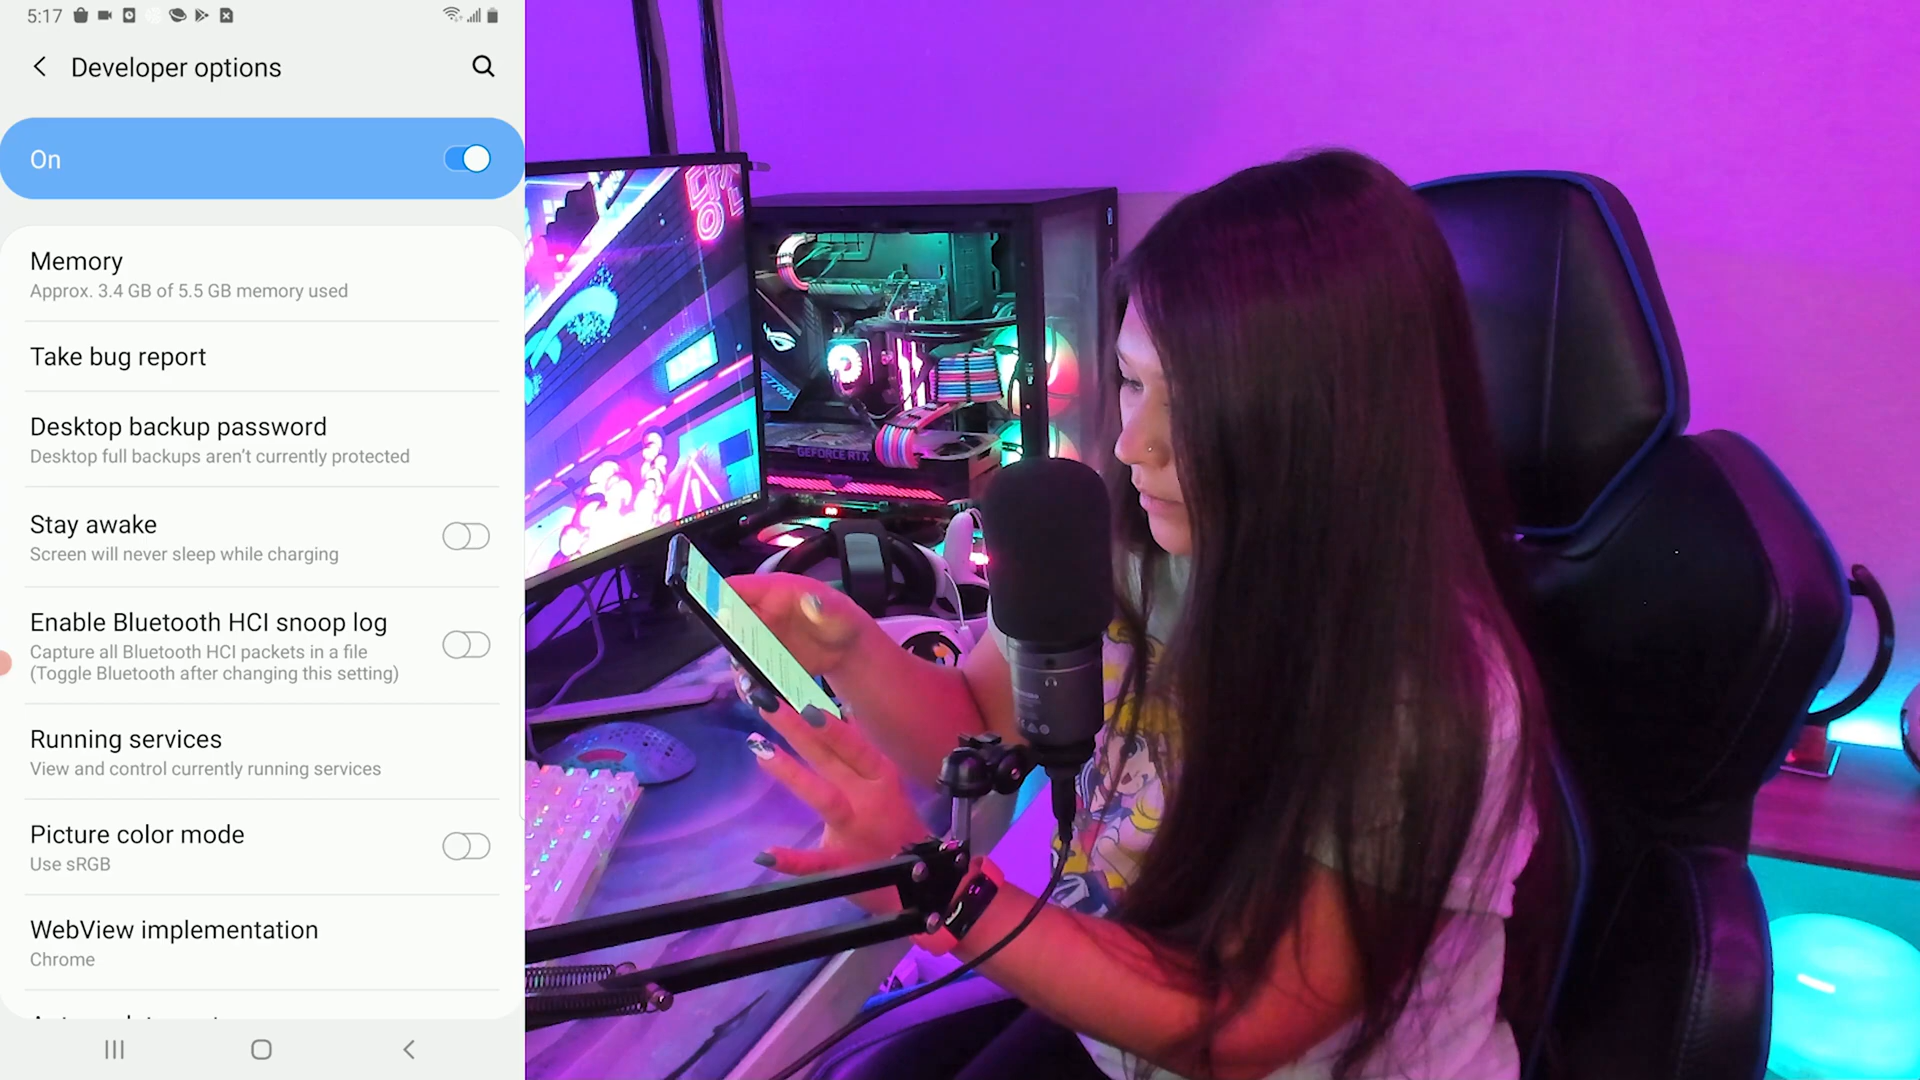 5:17
Developer options
On
Memory
Approx. 3.4 GB of 5.5 GB memory used
Take bug report
Desktop backup password
Desktop full backups aren't currently protected
Stay awake
Screen will never sleep while charging
Enable Bluetooth HCI snoop log
Capture all Bluetooth HCI packets in a file
(Toggle Bluetooth after changing this setting)
Running services
View and control currently running services
Picture color mode
Use sRGB
WebView implementation
Chrome
GEFORCE RTX